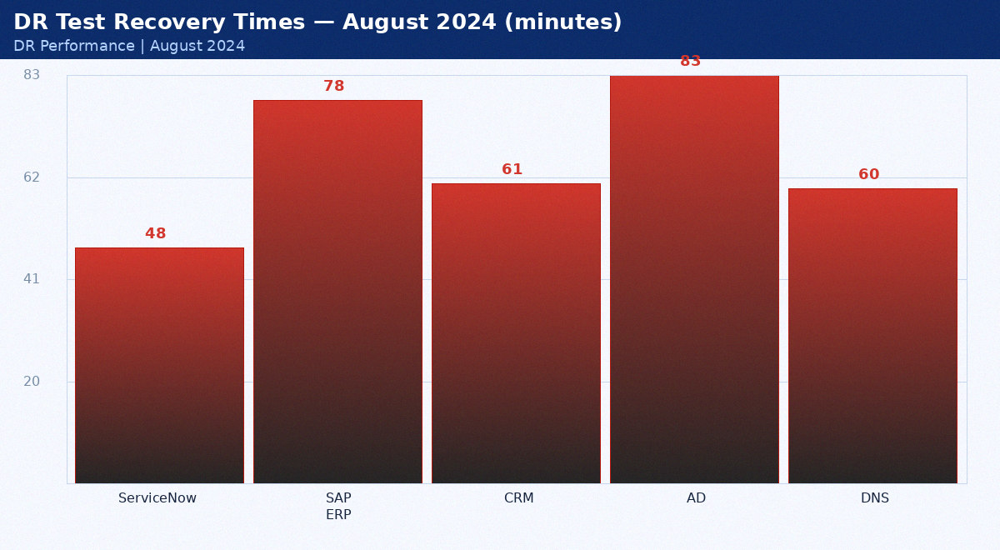 DR Test Recovery Times — August 2024 (minutes)
DR Performance | August 2024
83
62
41
20
48
78
61
83
60
ServiceNow
SAP
ERP
CRM
AD
DNS